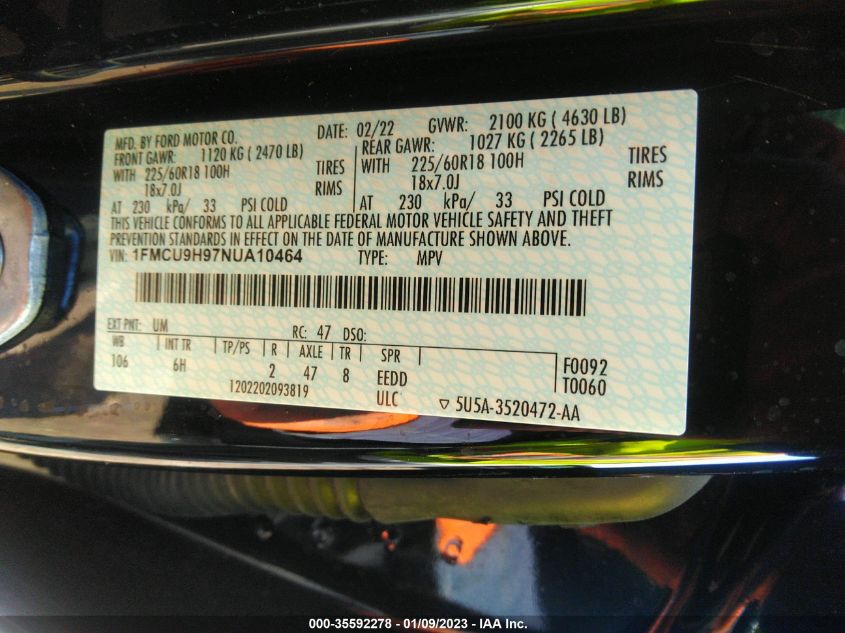 MFD. BY FORD MOTOR CO.
DATE: 02/22 GVWR: 2100 KG ( 4630 LB)
FRONT GAWR: 1120 KG ( 2470 LB)
WITH 225/60R18 100H TIRES
18x7.0J RIMS
AT 230 kPa/ 33 PSI COLD
REAR GAWR: 1027 KG ( 2265 LB)
WITH 225/60R18 100H TIRES
18x7.0J RIMS
AT 230 kPa/ 33 PSI COLD
THIS VEHICLE CONFORMS TO ALL APPLICABLE FEDERAL MOTOR VEHICLE SAFETY AND THEFT
PREVENTION STANDARDS IN EFFECT ON THE DATE OF MANUFACTURE SHOWN ABOVE.
VIN: 1FMCU9H97NUA10464 TYPE: MPV
EXT PNT: UM RC: 47 DSO:
WB INT TR TP/PS R AXLE TR SPR
106 6H 2 47 8 EEDD F0092
1202202093819 ULC T0060
▽ 5U5A-3520472-AA
000-35592278 - 01/09/2023 - IAA Inc.